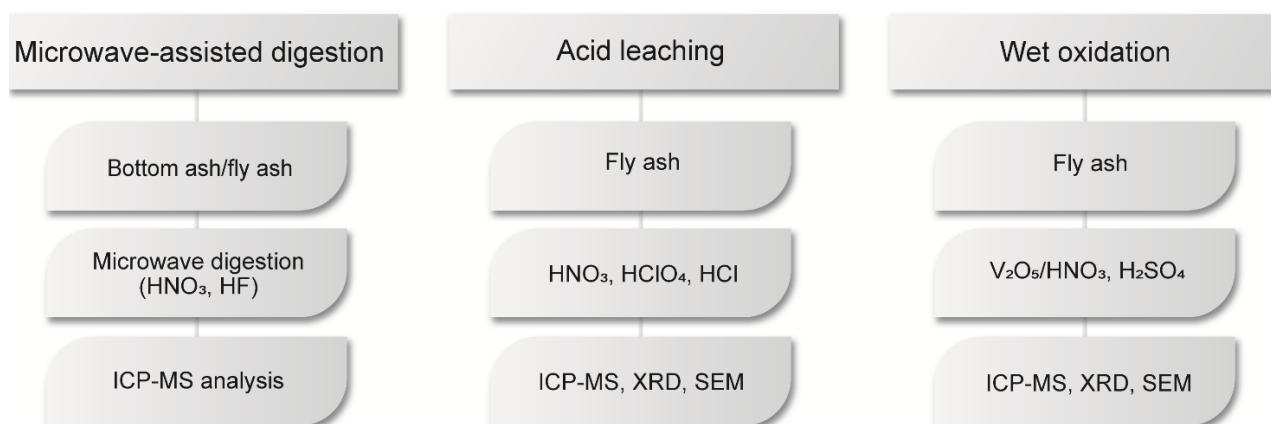 Microwave-assisted digestion
Bottom ash/fly ash
Microwave digestion
(HNO₃, HF)
ICP-MS analysis
Acid leaching
Fly ash
HNO₃, HClO₄, HCl
ICP-MS, XRD, SEM
Wet oxidation
Fly ash
V₂O₅/HNO₃, H₂SO₄
ICP-MS, XRD, SEM